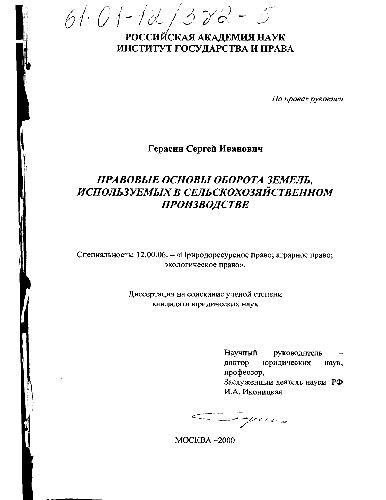 61:01-12/382-5
РОССИЙСКАЯ АКАДЕМИЯ НАУК
ИНСТИТУТ ГОСУДАРСТВА И ПРАВА
На правах рукописи
Герасин Сергей Иванович
ПРАВОВЫЕ ОСНОВЫ ОБОРОТА ЗЕМЕЛЬ,
ИСПОЛЬЗУЕМЫХ В СЕЛЬСКОХОЗЯЙСТВЕННОМ
ПРОИЗВОДСТВЕ
Специальность: 12.00.06. – «Природоресурсное право; аграрное право;
экологическое право».
Диссертация на соискание ученой степени
кандидата юридических наук
Научный руководитель –
доктор юридических наук,
профессор,
Заслуженный деятель науки РФ
И.А. Иконицкая
МОСКВА –2000